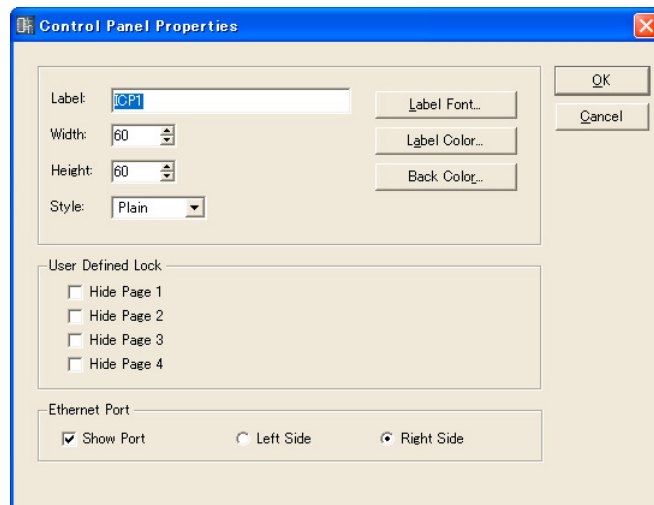 Control Panel Properties
Label: ICP1
Label Font...
OK
Width: 60
Label Color...
Cancel
Height: 60
Back Color...
Style: Plain
User Defined Lock
Hide Page 1
Hide Page 2
Hide Page 3
Hide Page 4
Ethernet Port
Show Port Left Side Right Side